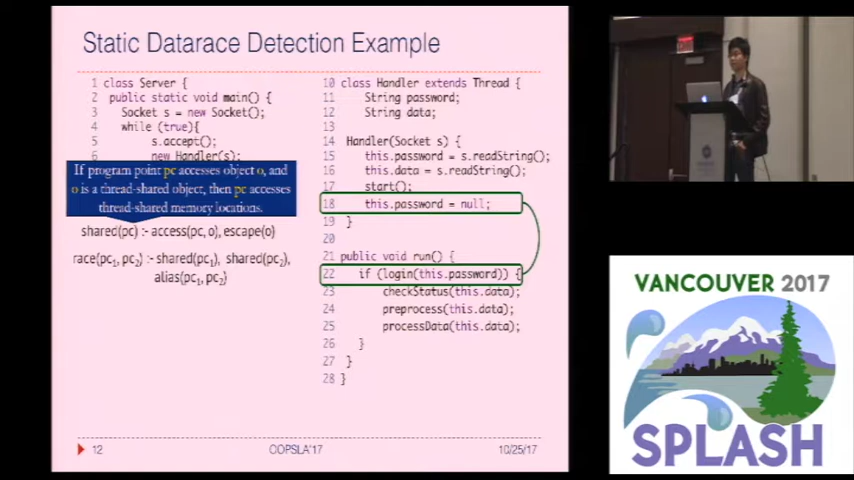 Static Datarace Detection Example
1 class Server {
2 public static void main() {
3 Socket s = new Socket();
4 while (true){
5 s.accept();
6 new Handler(s);
If program point pc accesses object o, and
o is a thread-shared object, then pc accesses
thread-shared memory locations.
shared(pc) :- access(pc, o), escape(o)
race(pc₁, pc₂) :- shared(pc₁), shared(pc₂),
alias(pc₁, pc₂)
10 class Handler extends Thread {
11 String password;
12 String data;
13
14 Handler(Socket s) {
15 this.password = s.readString();
16 this.data = s.readString();
17 start();
18 this.password = null;
19 }
20
21 public void run() {
22 if (login(this.password)) {
23 checkStatus(this.data);
24 preprocess(this.data);
25 processData(this.data);
26 }
27 }
28 }
12
OOPSLA'17
10/25/17
VANCOUVER 2017
SPLASH